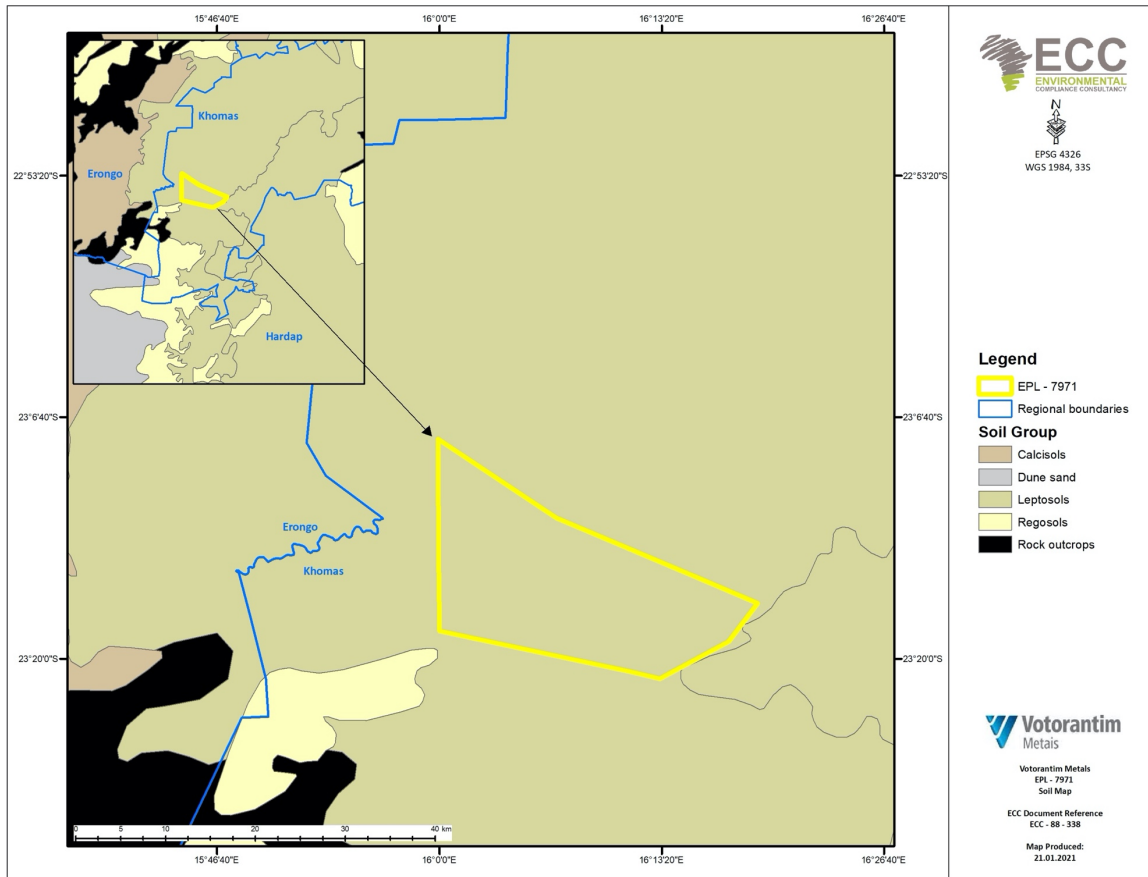 15°46'40"E
16°0'0"E
16°13'20"E
16°26'40"E
22°53'20"S
23°6'40"S
23°20'0"S
22°53'20"S
23°6'40"S
23°20'0"S
15°46'40"E
16°0'0"E
16°13'20"E
16°26'40"E
Khomas
Erongo
Hardap
Erongo
Khomas
0 5 10 20 30 40 km
ECC
ENVIRONMENTAL
COMPLIANCE CONSULTANCY
N
EPSG 4326
WGS 1984, 33S
Legend
EPL - 7971
Regional boundaries
Soil Group
Calcisols
Dune sand
Leptosols
Regosols
Rock outcrops
Votorantim
Metais
Votorantim Metals
EPL - 7971
Soil Map
ECC Document Reference
ECC - 88 - 338
Map Produced:
21.01.2021